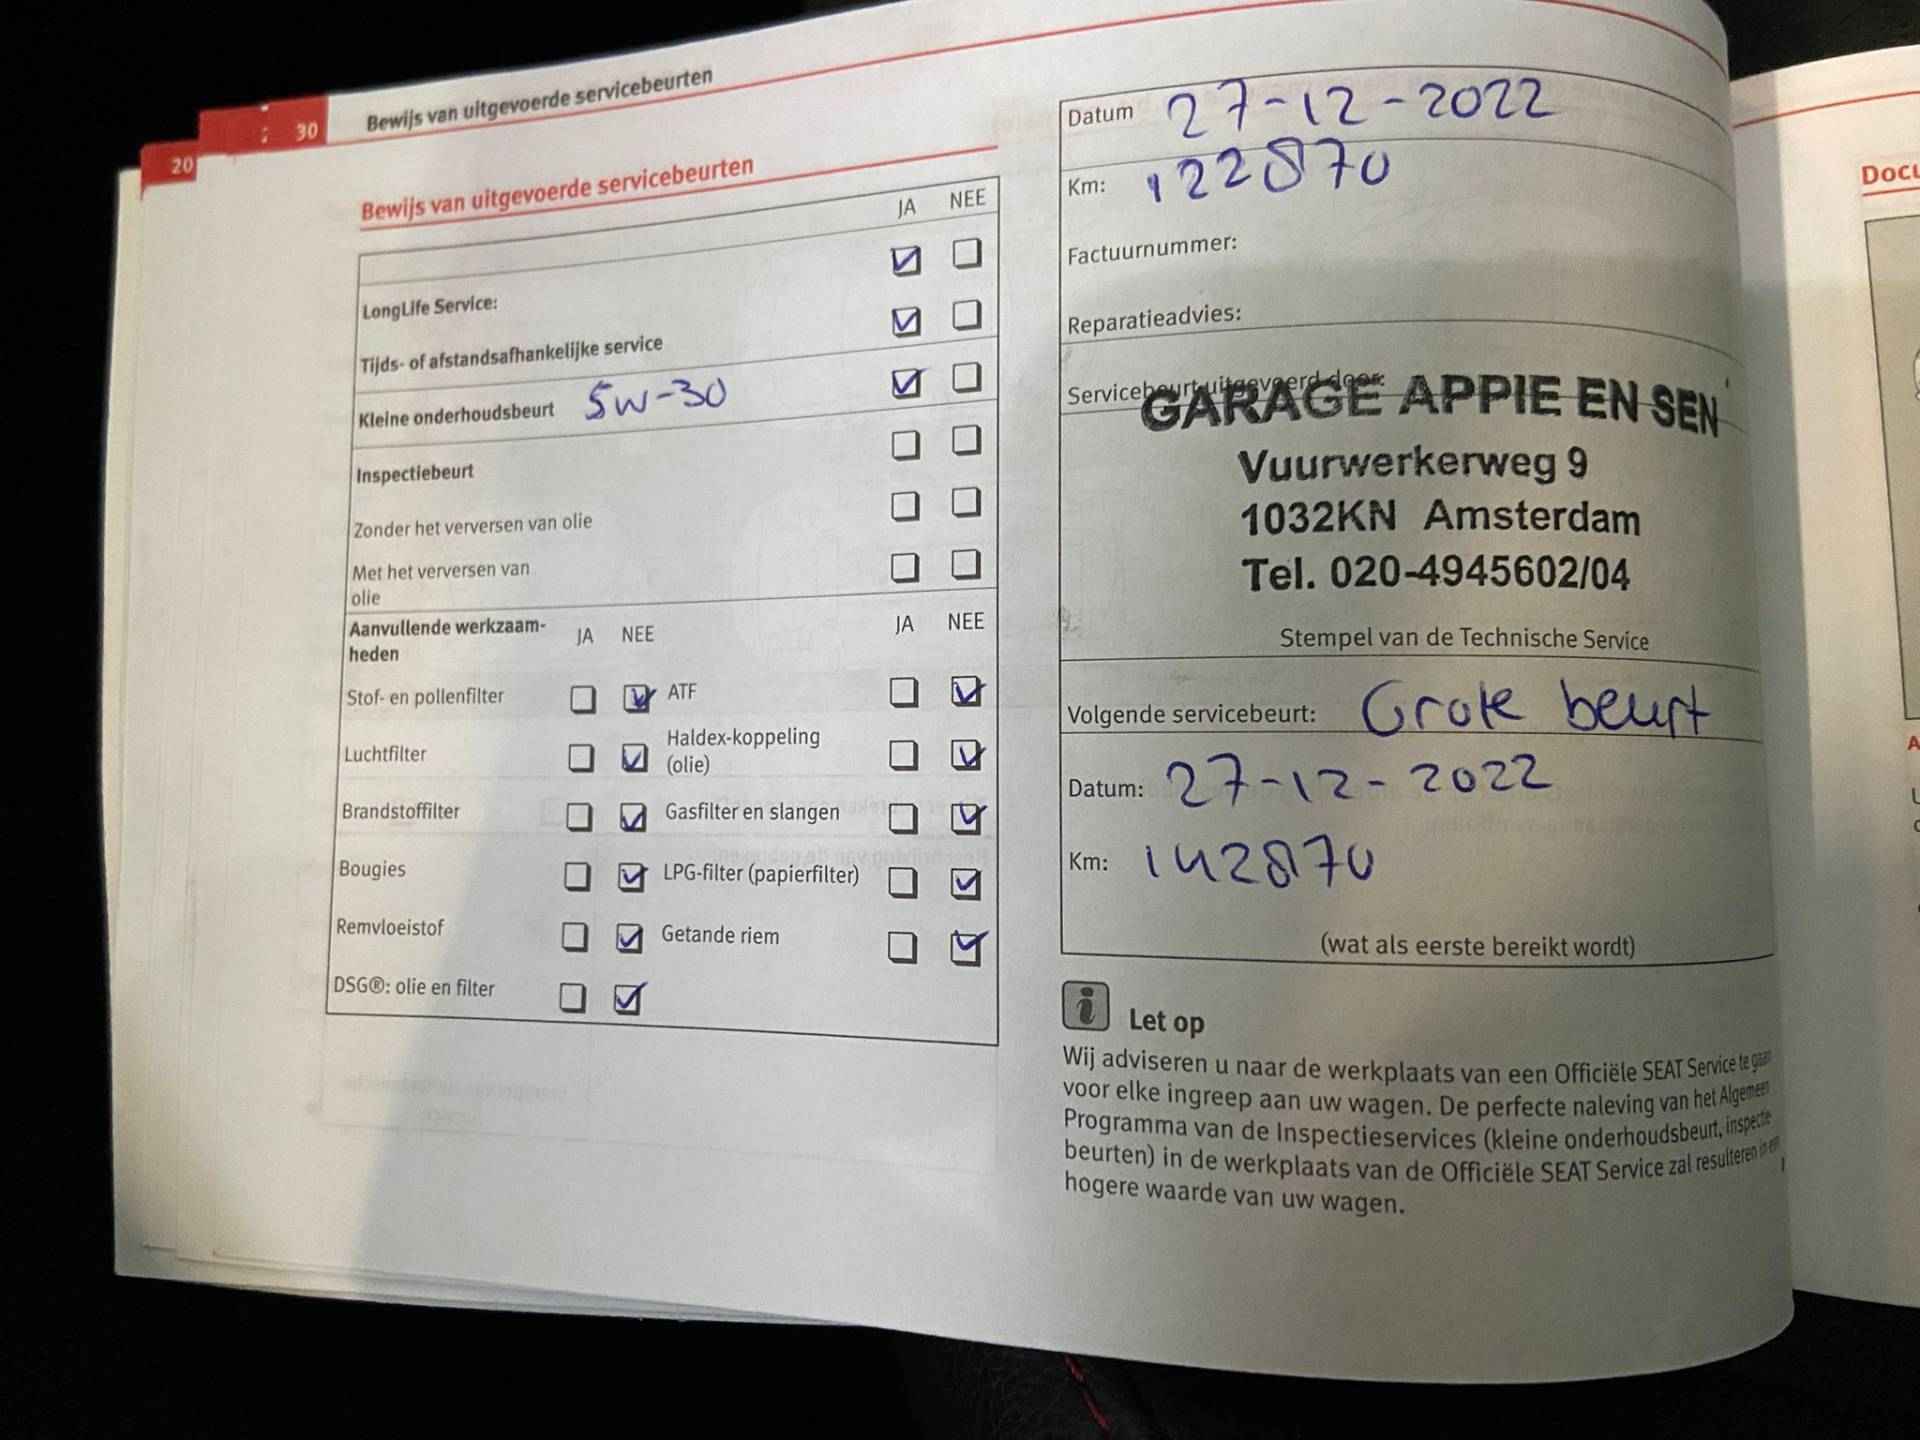 20
30
Bewijs van uitgevoerde servicebeurten
Bewijs van uitgevoerde servicebeurten
JA NEE
LongLife Service:
Tijds- of afstandsafhankelijke service
Kleine onderhoudsbeurt 5W-30
Inspectiebeurt
Zonder het verversen van olie
Met het verversen van
olie
Aanvullende werkzaam-
heden
JA NEE
JA NEE
Stof- en pollenfilter
ATF
Luchtfilter
Haldex-koppeling
(olie)
Brandstoffilter
Gasfilter en slangen
Bougies
LPG-filter (papierfilter)
Remvloeistof
Getande riem
DSG®: olie en filter
Datum 27-12-2022
Km: 122870
Factuurnummer:
Reparatieadvies:
Servicebeurt uitgevoerd door:
GARAGE APPIE EN SEN
Vuurwerkerweg 9
1032KN Amsterdam
Tel. 020-4945602/04
Stempel van de Technische Service
Volgende servicebeurt: Grote beurt
Datum: 27-12-2022
Km: 142870
(wat als eerste bereikt wordt)
i Let op
Wij adviseren u naar de werkplaats van een Officiële SEAT Service te gaan
voor elke ingreep aan uw wagen. De perfecte naleving van het Algemeen
Programma van de Inspectieservices (kleine onderhoudsbeurt, inspectie
beurten) in de werkplaats van de Officiële SEAT Service zal resulteren in een
hogere waarde van uw wagen.
Docu